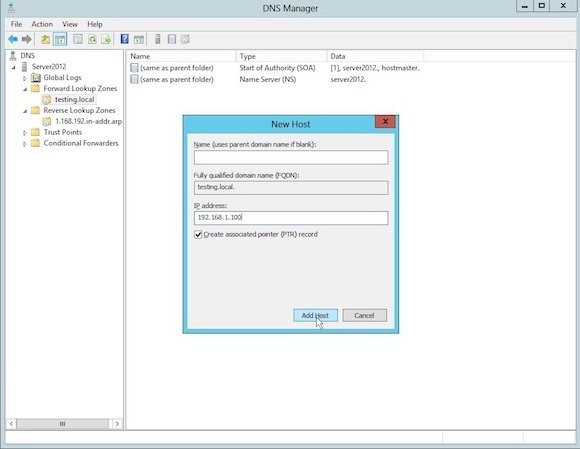 DNS Manager
File Action View Help
DNS
Server2012
Global Logs
Forward Lookup Zones
testing.local
Reverse Lookup Zones
1.168.192.in-addr.arp
Trust Points
Conditional Forwarders
Name Type Data
(same as parent folder) Start of Authority (SOA) [1], server2012., hostmaster.
(same as parent folder) Name Server (NS) server2012.
New Host
Name (uses parent domain name if blank):
Fully qualified domain name (FQDN):
testing.local.
IP address:
192.168.1.100
Create associated pointer (PTR) record
Add Host Cancel